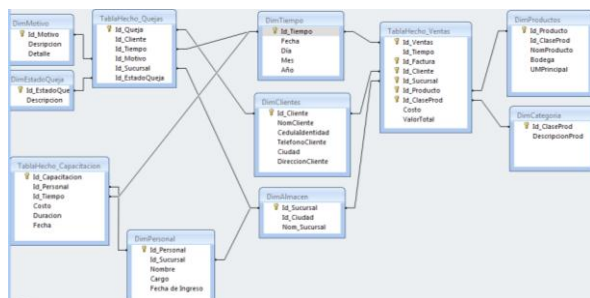 DimMotivo
Id_Motivo
Desripcion
Detalle
DimEstadoQueja
Id_EstadoQue
Descripcion
TablaHecho_Quejas
Id_Queja
Id_Cliente
Id_Tiempo
Id_Motivo
Id_Sucursal
Id_EstadoQueja
DimTiempo
Id_Tiempo
Fecha
Día
Mes
Año
TablaHecho_Ventas
Id_Ventas
Id_Tiempo
Id_Factura
Id_Cliente
Id_Sucursal
Id_Producto
Id_ClaseProd
Costo
ValorTotal
DimProductos
Id_Producto
Id_ClaseProd
NomProducto
Bodega
UMPrincipal
DimClientes
Id_Cliente
NomCliente
CedulaIdentidad
TelefonoCliente
Ciudad
DireccionCliente
DimCategoria
Id_ClaseProd
DescripcionProd
TablaHecho_Capacitacion
Id_Capacitacion
Id_Personal
Id_Tiempo
Costo
Duracion
Fecha
DimAlmacen
Id_Sucursal
Id_Ciudad
Nom_Sucursal
DimPersonal
Id_Personal
Id_Sucursal
Nombre
Cargo
Fecha de Ingreso